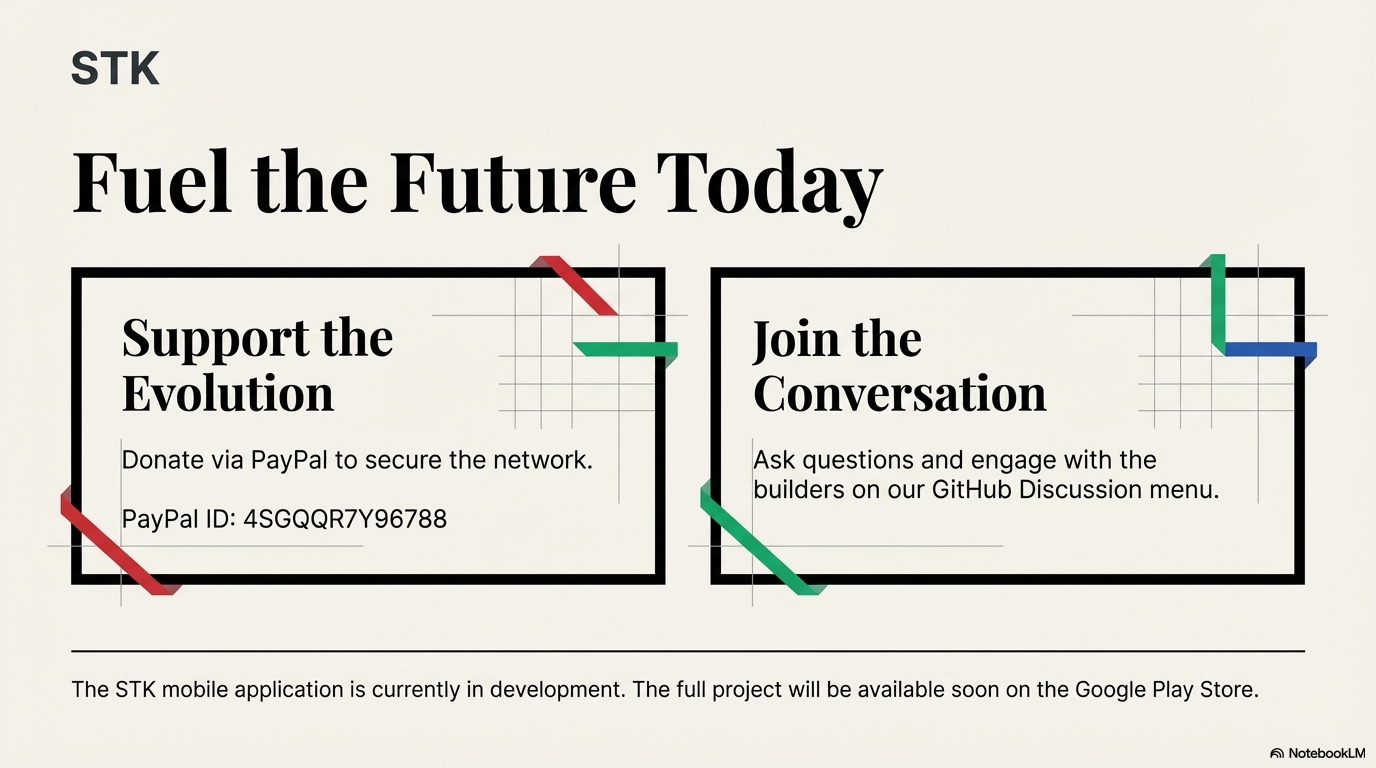 STK
Fuel the Future Today
Support the
Evolution
Donate via PayPal to secure the network.
PayPal ID: 4SGQQR7Y96788
Join the
Conversation
Ask questions and engage with the
builders on our GitHub Discussion menu.
The STK mobile application is currently in development. The full project will be available soon on the Google Play Store.
NotebookLM